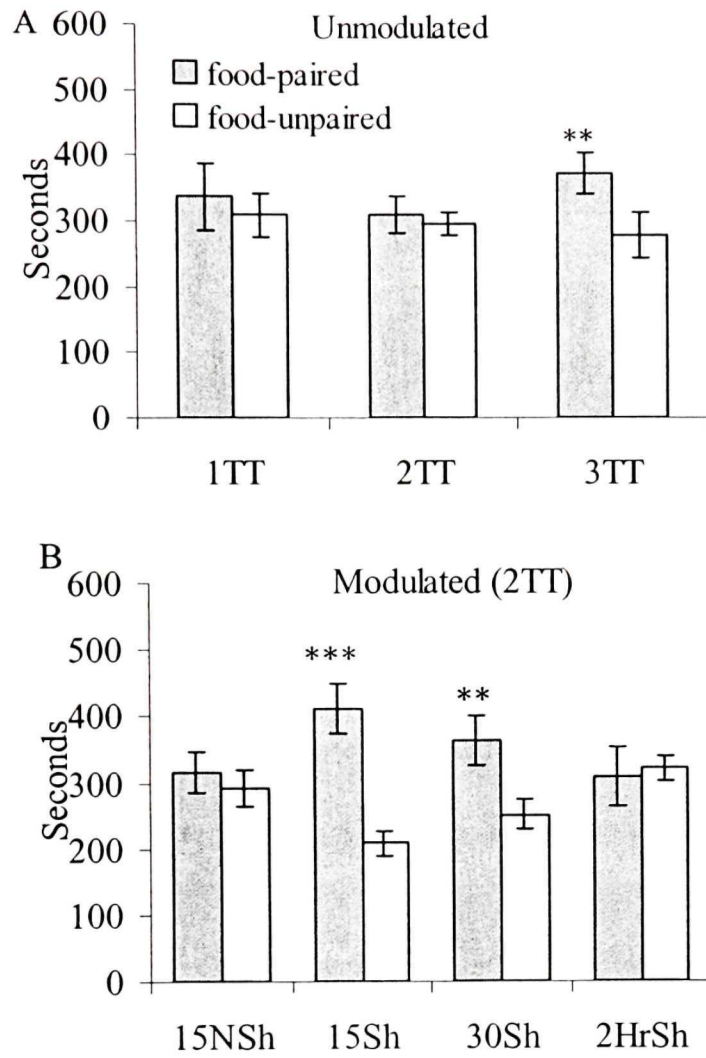 A
Unmodulated
food-paired
food-unpaired
Seconds
600
500
400
300
200
100
0
**
1TT 2TT 3TT
B
Modulated (2TT)
Seconds
600
500
400
300
200
100
0
***
**
15NSh 15Sh 30Sh 2HrSh